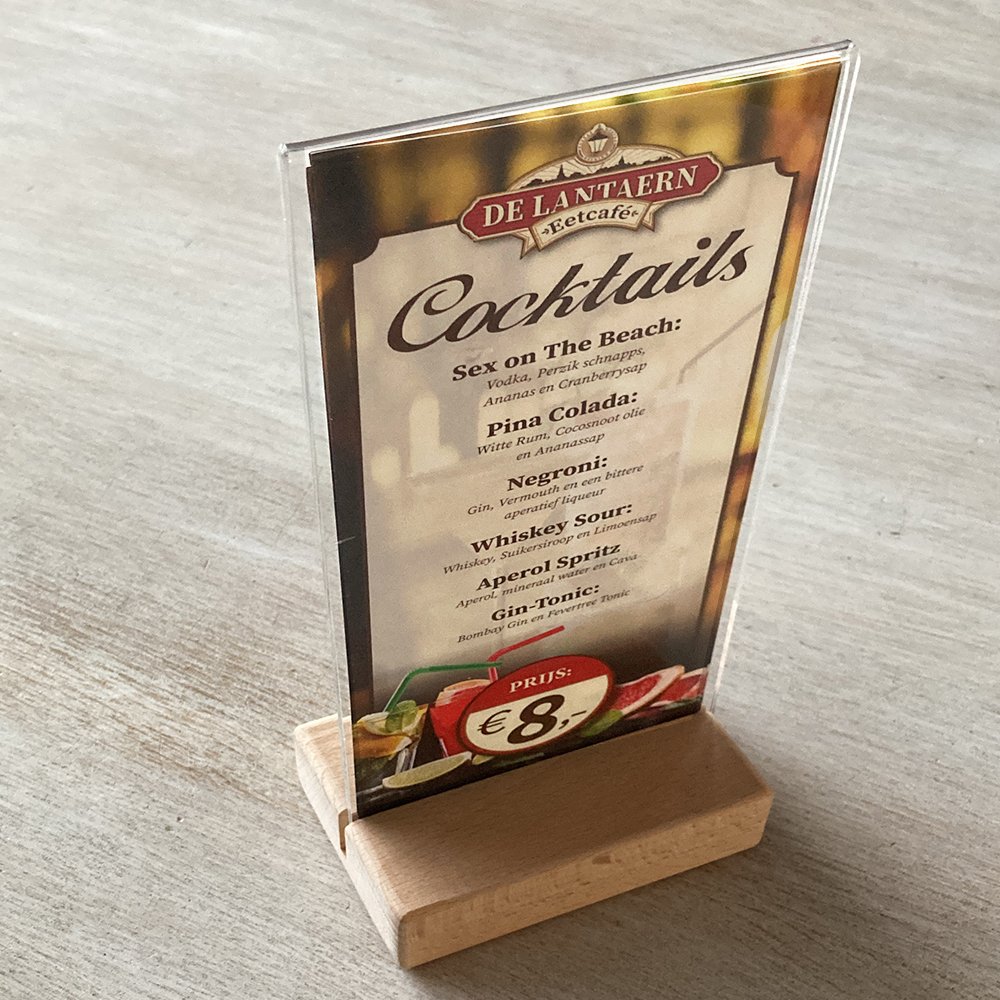 DE LANTAERN
Eetcafé
Cocktails
Sex on The Beach:
Vodka, Perzik schnapps,
Ananas en Cranberrysap
Pina Colada:
Witte Rum, Cocosnoot olie
en Ananassap
Negroni:
Gin, Vermouth en een bittere
aperatief liqueur
Whiskey Sour:
Whiskey, Suikersiroop en Limoensap
Aperol Spritz
Aperol, mineraal water en Cava
Gin-Tonic:
Bombay Gin en Fevertree Tonic
PRIJS:
€8,-